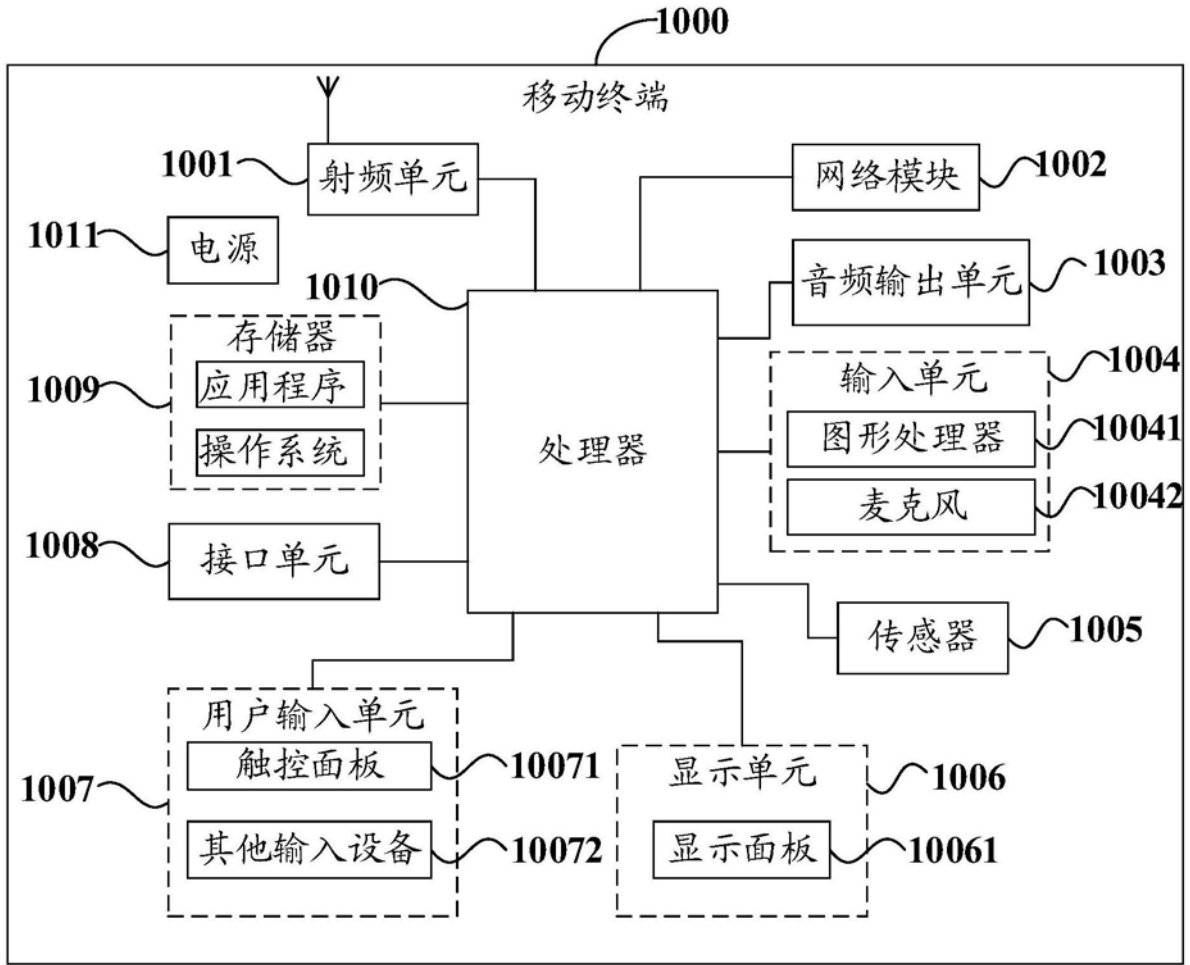 1000
移动终端
1001
射频单元
网络模块
1002
1011
电源
音频输出单元
1003
1010
存储器
应用程序
操作系统
1009
处理器
输入单元
1004
图形处理器
10041
麦克风
10042
1008
接口单元
传感器
1005
用户输入单元
触控面板
10071
1007
其他输入设备
10072
显示单元
1006
显示面板
10061